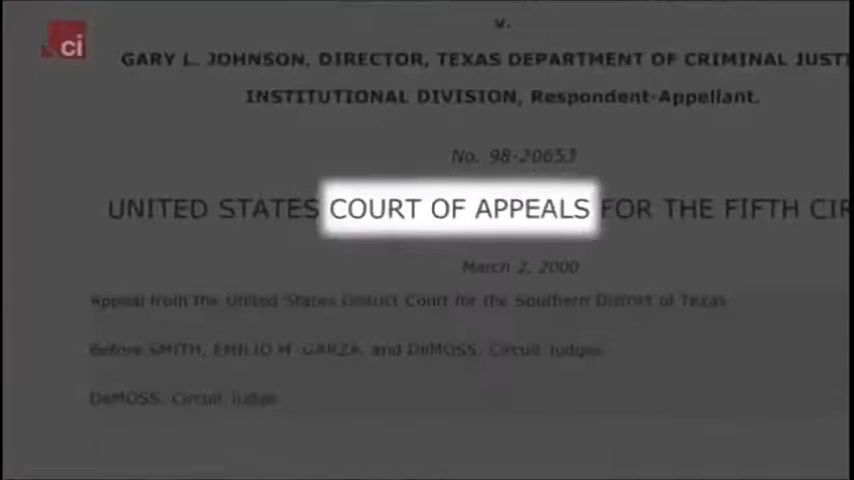 ci
v.
GARY L. JOHNSON, DIRECTOR, TEXAS DEPARTMENT OF CRIMINAL JUSTI
INSTITUTIONAL DIVISION, Respondent-Appellant.
No. 98-20653
UNITED STATES COURT OF APPEALS FOR THE FIFTH CIR
March 2, 2000
Appeal from the United States District Court for the Southern District of Texas
Before SMITH, EMILIO M. GARZA, and DeMOSS, Circuit Judges.
DeMOSS, Circuit Judge